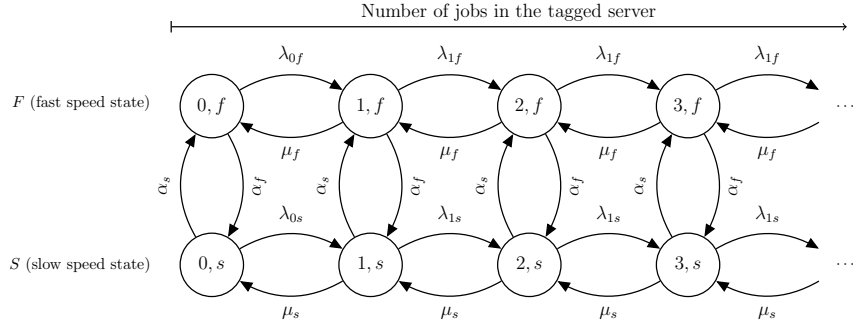 Number of jobs in the tagged server
λ0f λ1f λ1f λ1f
F (fast speed state) 0, f 1, f 2, f 3, f ...
μf μf μf μf
αs αf αs αf αs αf αs αf
λ0s λ1s λ1s λ1s
S (slow speed state) 0, s 1, s 2, s 3, s ...
μs μs μs μs